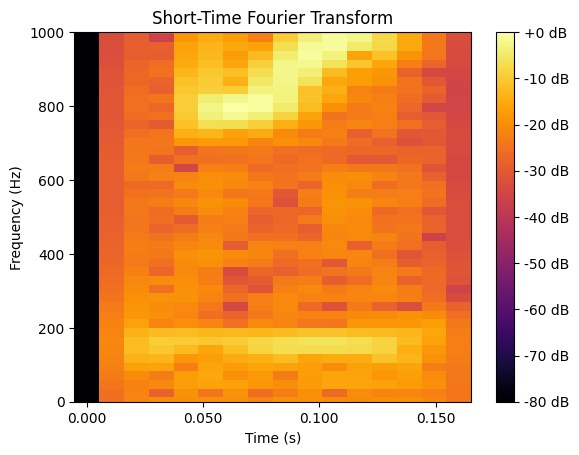 Short-Time Fourier Transform
1000
800
600
400
200
0
Frequency (Hz)
0.000
0.050
0.100
0.150
Time (s)
+0 dB
-10 dB
-20 dB
-30 dB
-40 dB
-50 dB
-60 dB
-70 dB
-80 dB